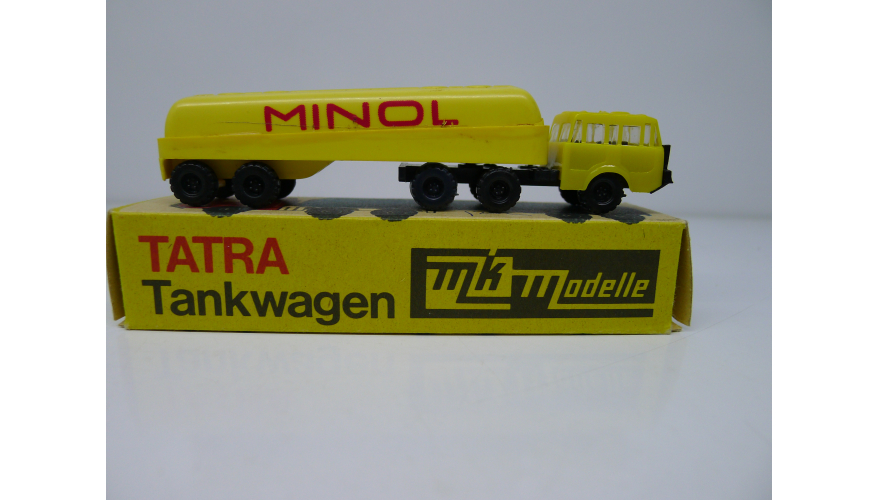 MINOL
TATRA
Tankwagen
mk modelle